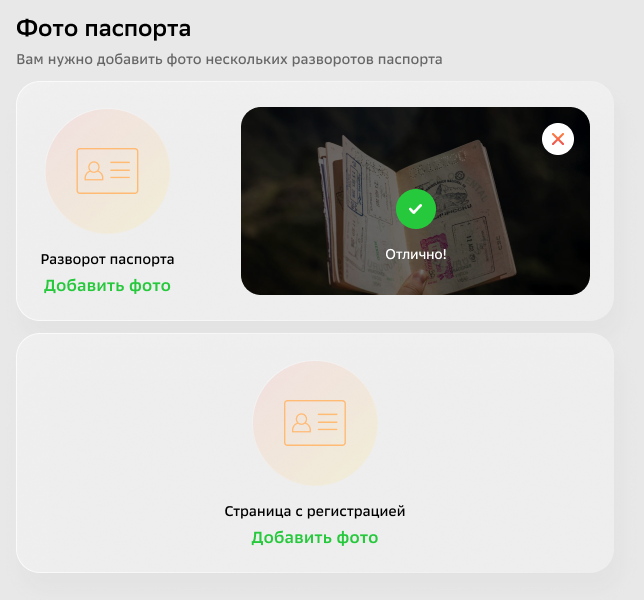 Фото паспорта
Вам нужно добавить фото нескольких разворотов паспорта
Разворот паспорта
Добавить фото
Отлично!
Страница с регистрацией
Добавить фото